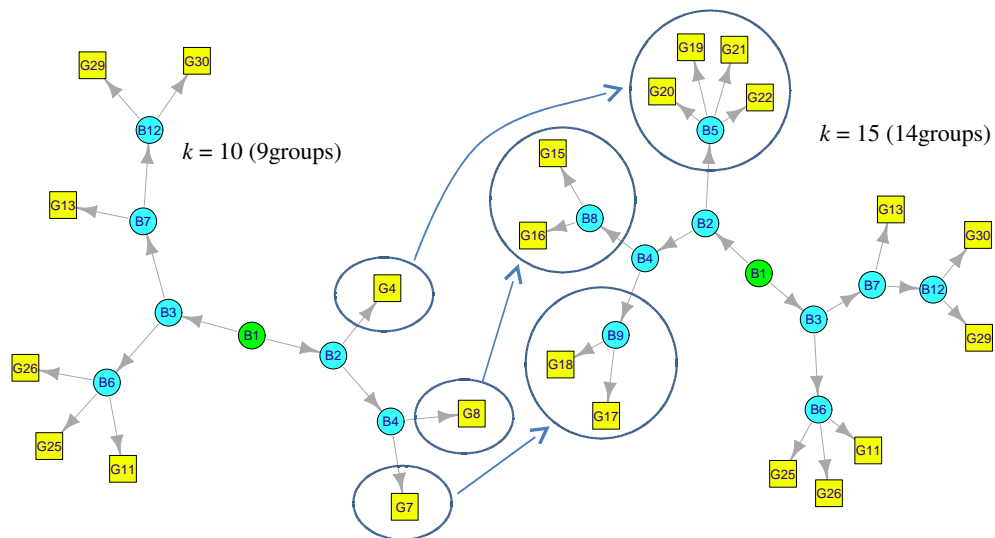 G29
G30
B12
k = 10 (9groups)
G13
B7
B3
B1
G26
B6
G25
G11
G4
B2
B4
G8
G7
G19
G21
G20
G22
B5
k = 15 (14groups)
G15
B8
G16
B2
B4
B1
B9
G18
G17
G13
G30
B7
B12
B3
G29
B6
G11
G25
G26